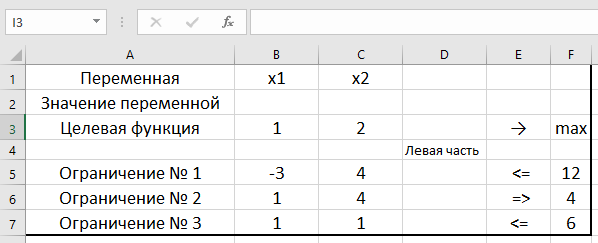 I3 fx
A B C D E F
1 Переменная x1 x2
2 Значение переменной
3 Целевая функция 1 2 → max
4 Левая часть
5 Ограничение № 1 -3 4 <= 12
6 Ограничение № 2 1 4 => 4
7 Ограничение № 3 1 1 <= 6